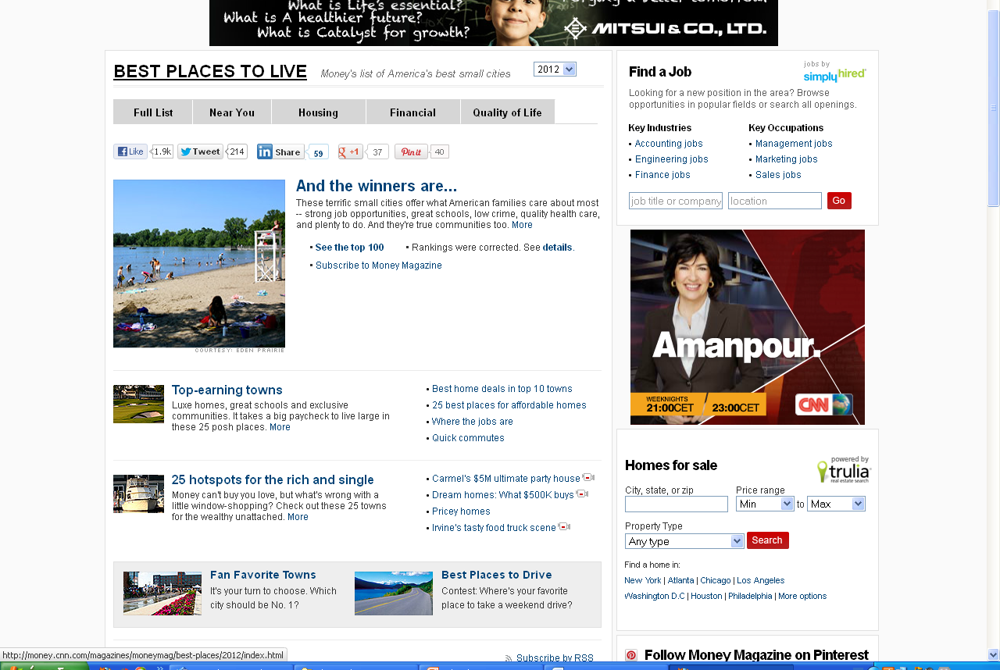 What is Life's essential?
What is A healthier future?
What is Catalyst for growth?
MITSUI & CO., LTD.
BEST PLACES TO LIVE
Money's list of America's best small cities
2012
Full List
Near You
Housing
Financial
Quality of Life
Like 1.9k
Tweet 214
in Share 59
+1 37
Pin it 40
And the winners are...
These terrific small cities offer what American families care about most
-- strong job opportunities, great schools, low crime, quality health care,
and plenty to do. And they're true communities too. More
• See the top 100
• Rankings were corrected. See details.
• Subscribe to Money Magazine
COURTESY: EDEN PRAIRIE
Top-earning towns
Luxe homes, great schools and exclusive
communities. It takes a big paycheck to live large in
these 25 posh places. More
• Best home deals in top 10 towns
• 25 best places for affordable homes
• Where the jobs are
• Quick commutes
25 hotspots for the rich and single
Money can't buy you love, but what's wrong with a
little window-shopping? Check out these 25 towns
for the wealthy unattached. More
• Carmel's $5M ultimate party house
• Dream homes: What $500K buys
• Pricey homes
• Irvine's tasty food truck scene
Fan Favorite Towns
It's your turn to choose. Which
city should be No. 1?
Best Places to Drive
Contest: Where's your favorite
place to take a weekend drive?
Subscribe by RSS
Find a Job
jobs by
simplyhired
Looking for a new position in the area? Browse
opportunities in popular fields or search all openings.
Key Industries
• Accounting jobs
• Engineering jobs
• Finance jobs
Key Occupations
• Management jobs
• Marketing jobs
• Sales jobs
job title or company
location
Go
Amanpour.
WEEKNIGHTS
21:00CET / 23:00CET
CNN
Homes for sale
powered by
trulia
real estate search
City, state, or zip
Price range
Min to Max
Property Type
Any type
Search
Find a home in:
New York | Atlanta | Chicago | Los Angeles
Washington D.C | Houston | Philadelphia | More options
Follow Money Magazine on Pinterest
http://money.cnn.com/magazines/moneymag/best-places/2012/index.html